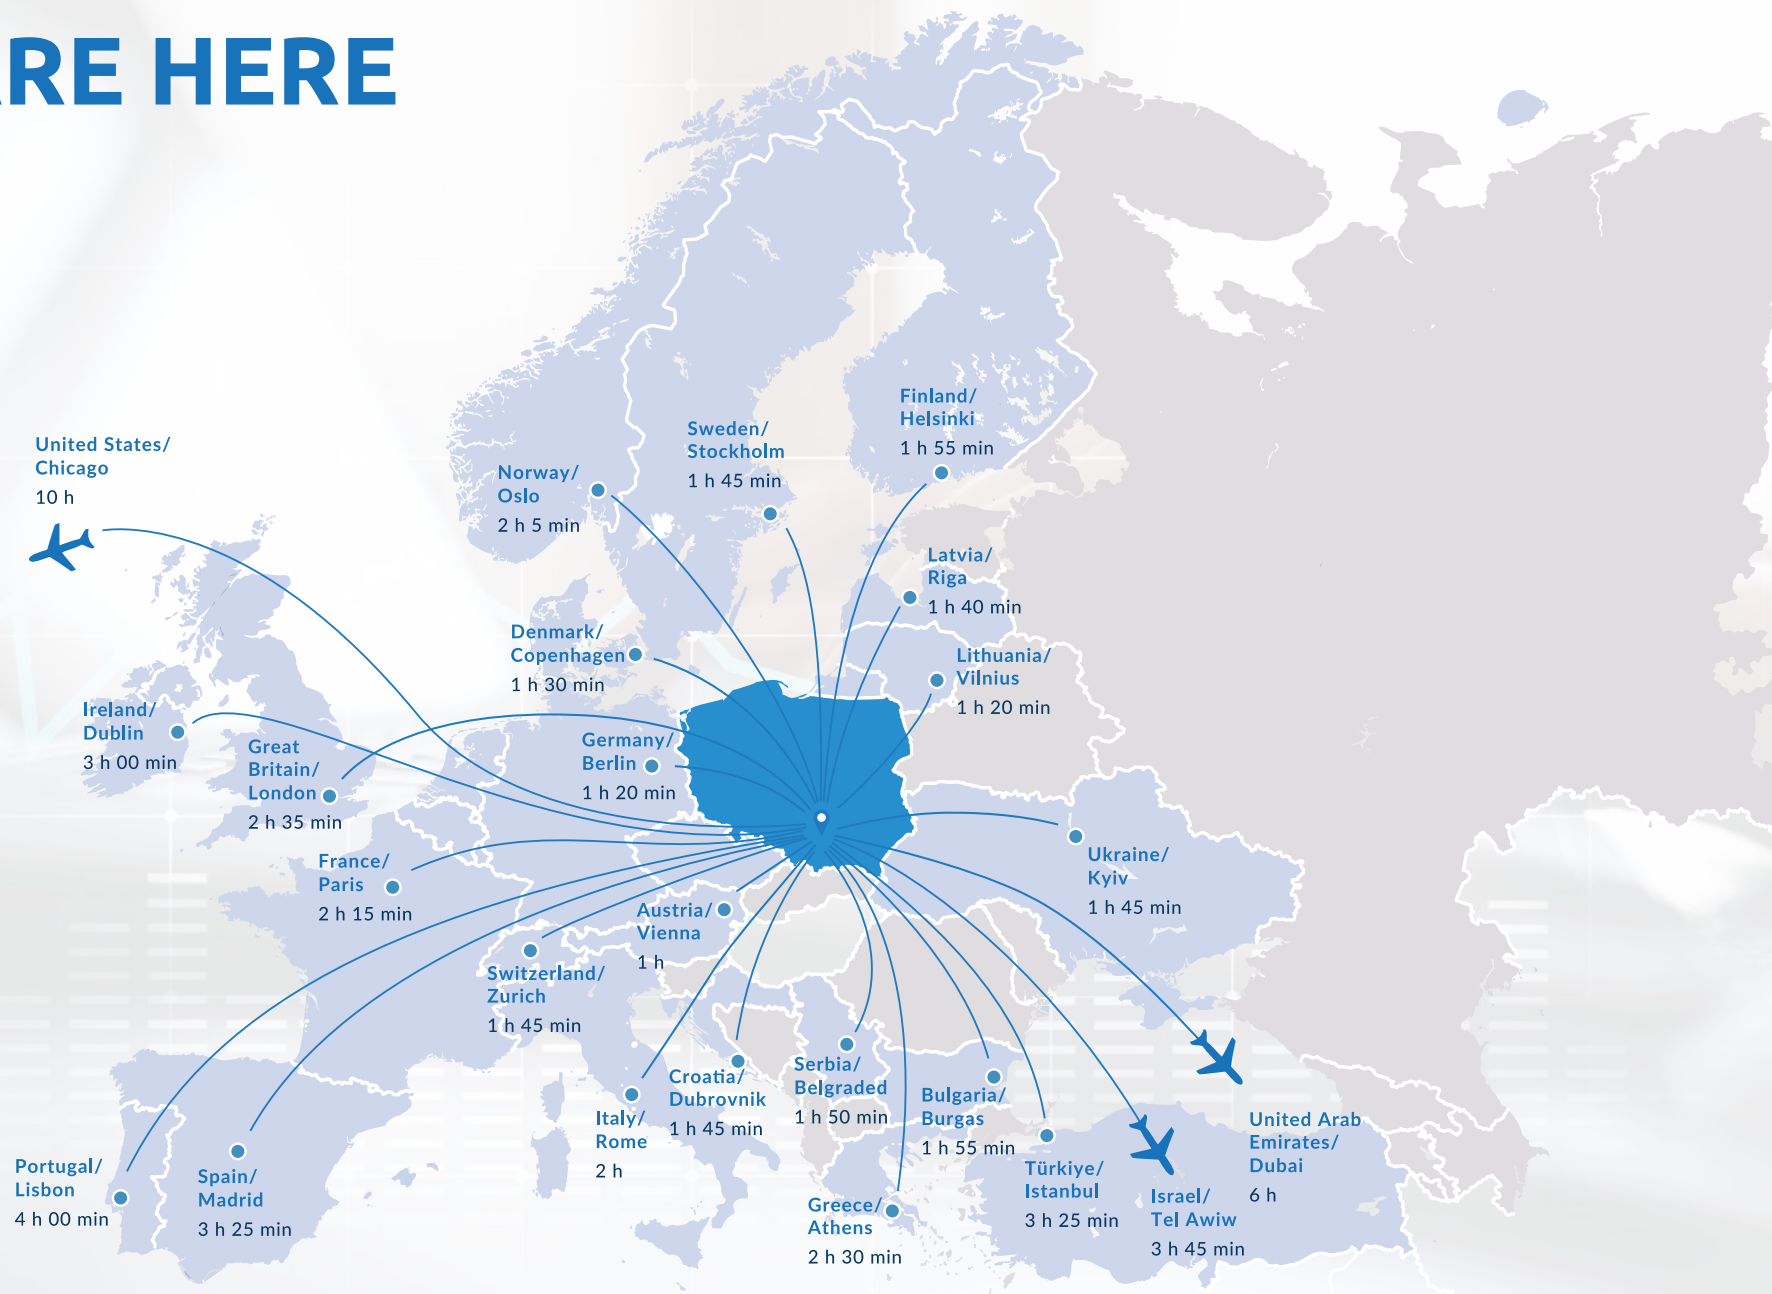 ARE HERE
United States/
Chicago
10 h
Norway/
Oslo
2 h 5 min
Sweden/
Stockholm
1 h 45 min
Finland/
Helsinki
1 h 55 min
Latvia/
Riga
1 h 40 min
Denmark/
Copenhagen
1 h 30 min
Lithuania/
Vilnius
1 h 20 min
Ireland/
Dublin
3 h 00 min
Great
Britain/
London
2 h 35 min
Germany/
Berlin
1 h 20 min
France/
Paris
2 h 15 min
Ukraine/
Kyiv
1 h 45 min
Austria/
Vienna
1 h
Switzerland/
Zurich
1 h 45 min
Croatia/
Dubrovnik
1 h 45 min
Serbia/
Belgraded
1 h 50 min
Bulgaria/
Burgas
1 h 55 min
Italy/
Rome
2 h
United Arab
Emirates/
Dubai
6 h
Portugal/
Lisbon
4 h 00 min
Spain/
Madrid
3 h 25 min
Greece/
Athens
2 h 30 min
Türkiye/
Istanbul
3 h 25 min
Israel/
Tel Awiw
3 h 45 min